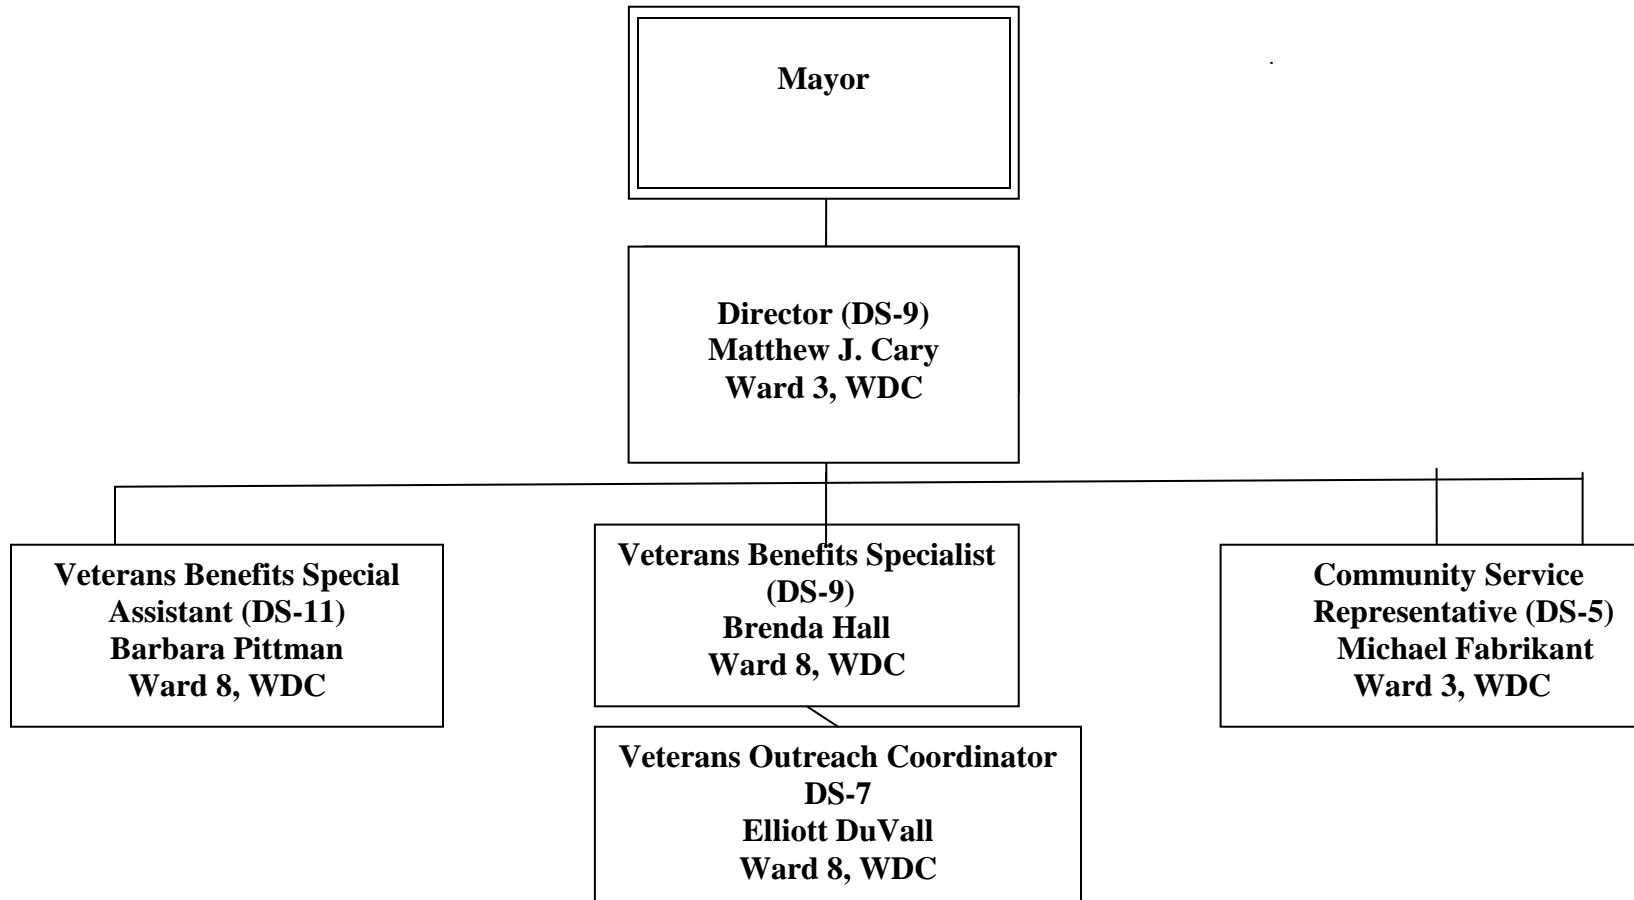 Mayor
Director (DS-9)
Matthew J. Cary
Ward 3, WDC
Veterans Benefits Special
Assistant (DS-11)
Barbara Pittman
Ward 8, WDC
Veterans Benefits Specialist
(DS-9)
Brenda Hall
Ward 8, WDC
Community Service
Representative (DS-5)
Michael Fabrikant
Ward 3, WDC
Veterans Outreach Coordinator
DS-7
Elliott DuVall
Ward 8, WDC